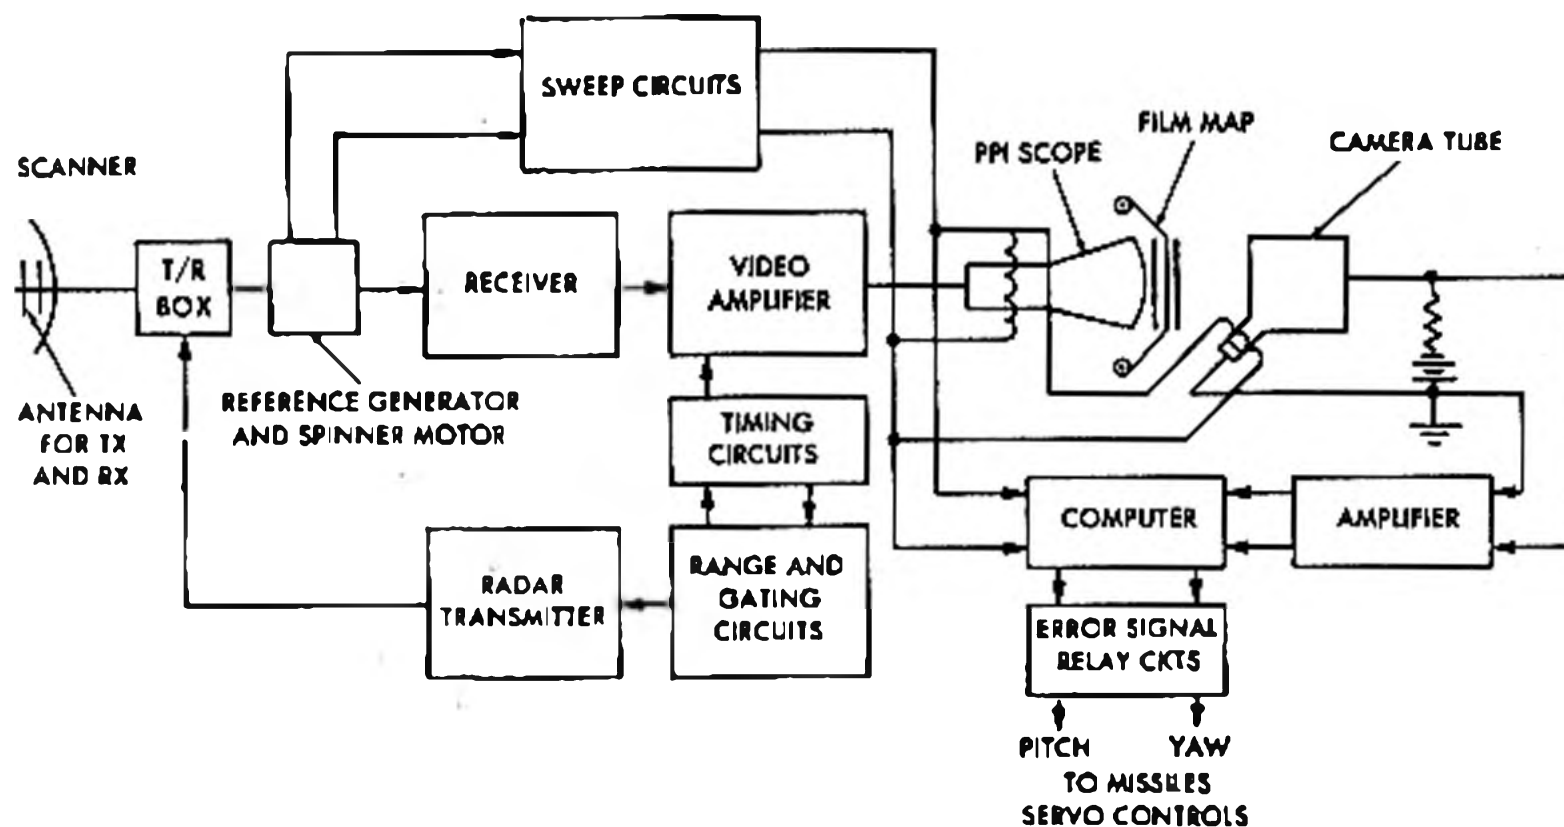 SWEEP CIRCUITS
SCANNER
PPI SCOPE
FILM MAP
CAMERA TUBE
T/R
BOX
RECEIVER
VIDEO
AMPLIFIER
ANTENNA
FOR TX
AND RX
REFERENCE GENERATOR
AND SPINNER MOTOR
TIMING
CIRCUITS
RADAR
TRANSMITTER
RANGE AND
GATING
CIRCUITS
COMPUTER
AMPLIFIER
ERROR SIGNAL
RELAY CKTS
PITCH
YAW
TO MISSILES
SERVO CONTROLS